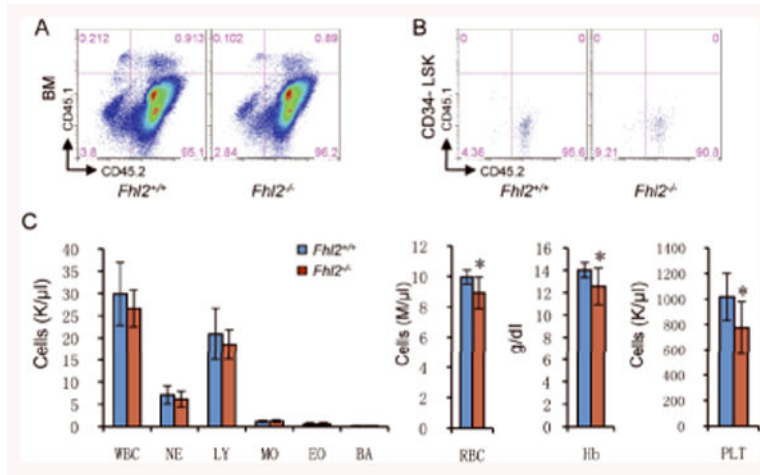 A
B
0.212 0.913 0.102 0.89
0 0 0 0
BM
CD45.1
CD34- LSK
CD45.1
3.8 95.1 2.84 96.2
4.36 95.6 9.21 90.8
CD45.2
CD45.2
Fhl2+/+ Fhl2-/-
Fhl2+/+ Fhl2-/-
C
Fhl2+/+
Fhl2-/-
Cells (K/µl)
40
35
30
25
20
15
10
5
0
WBC NE LY MO EO BA
Cells (M/µl)
12
10
8
6
4
2
0
*
RBC
g/dl
16
14
12
10
8
6
4
2
0
*
Hb
Cells (K/µl)
1400
1200
1000
800
600
400
200
0
*
PLT